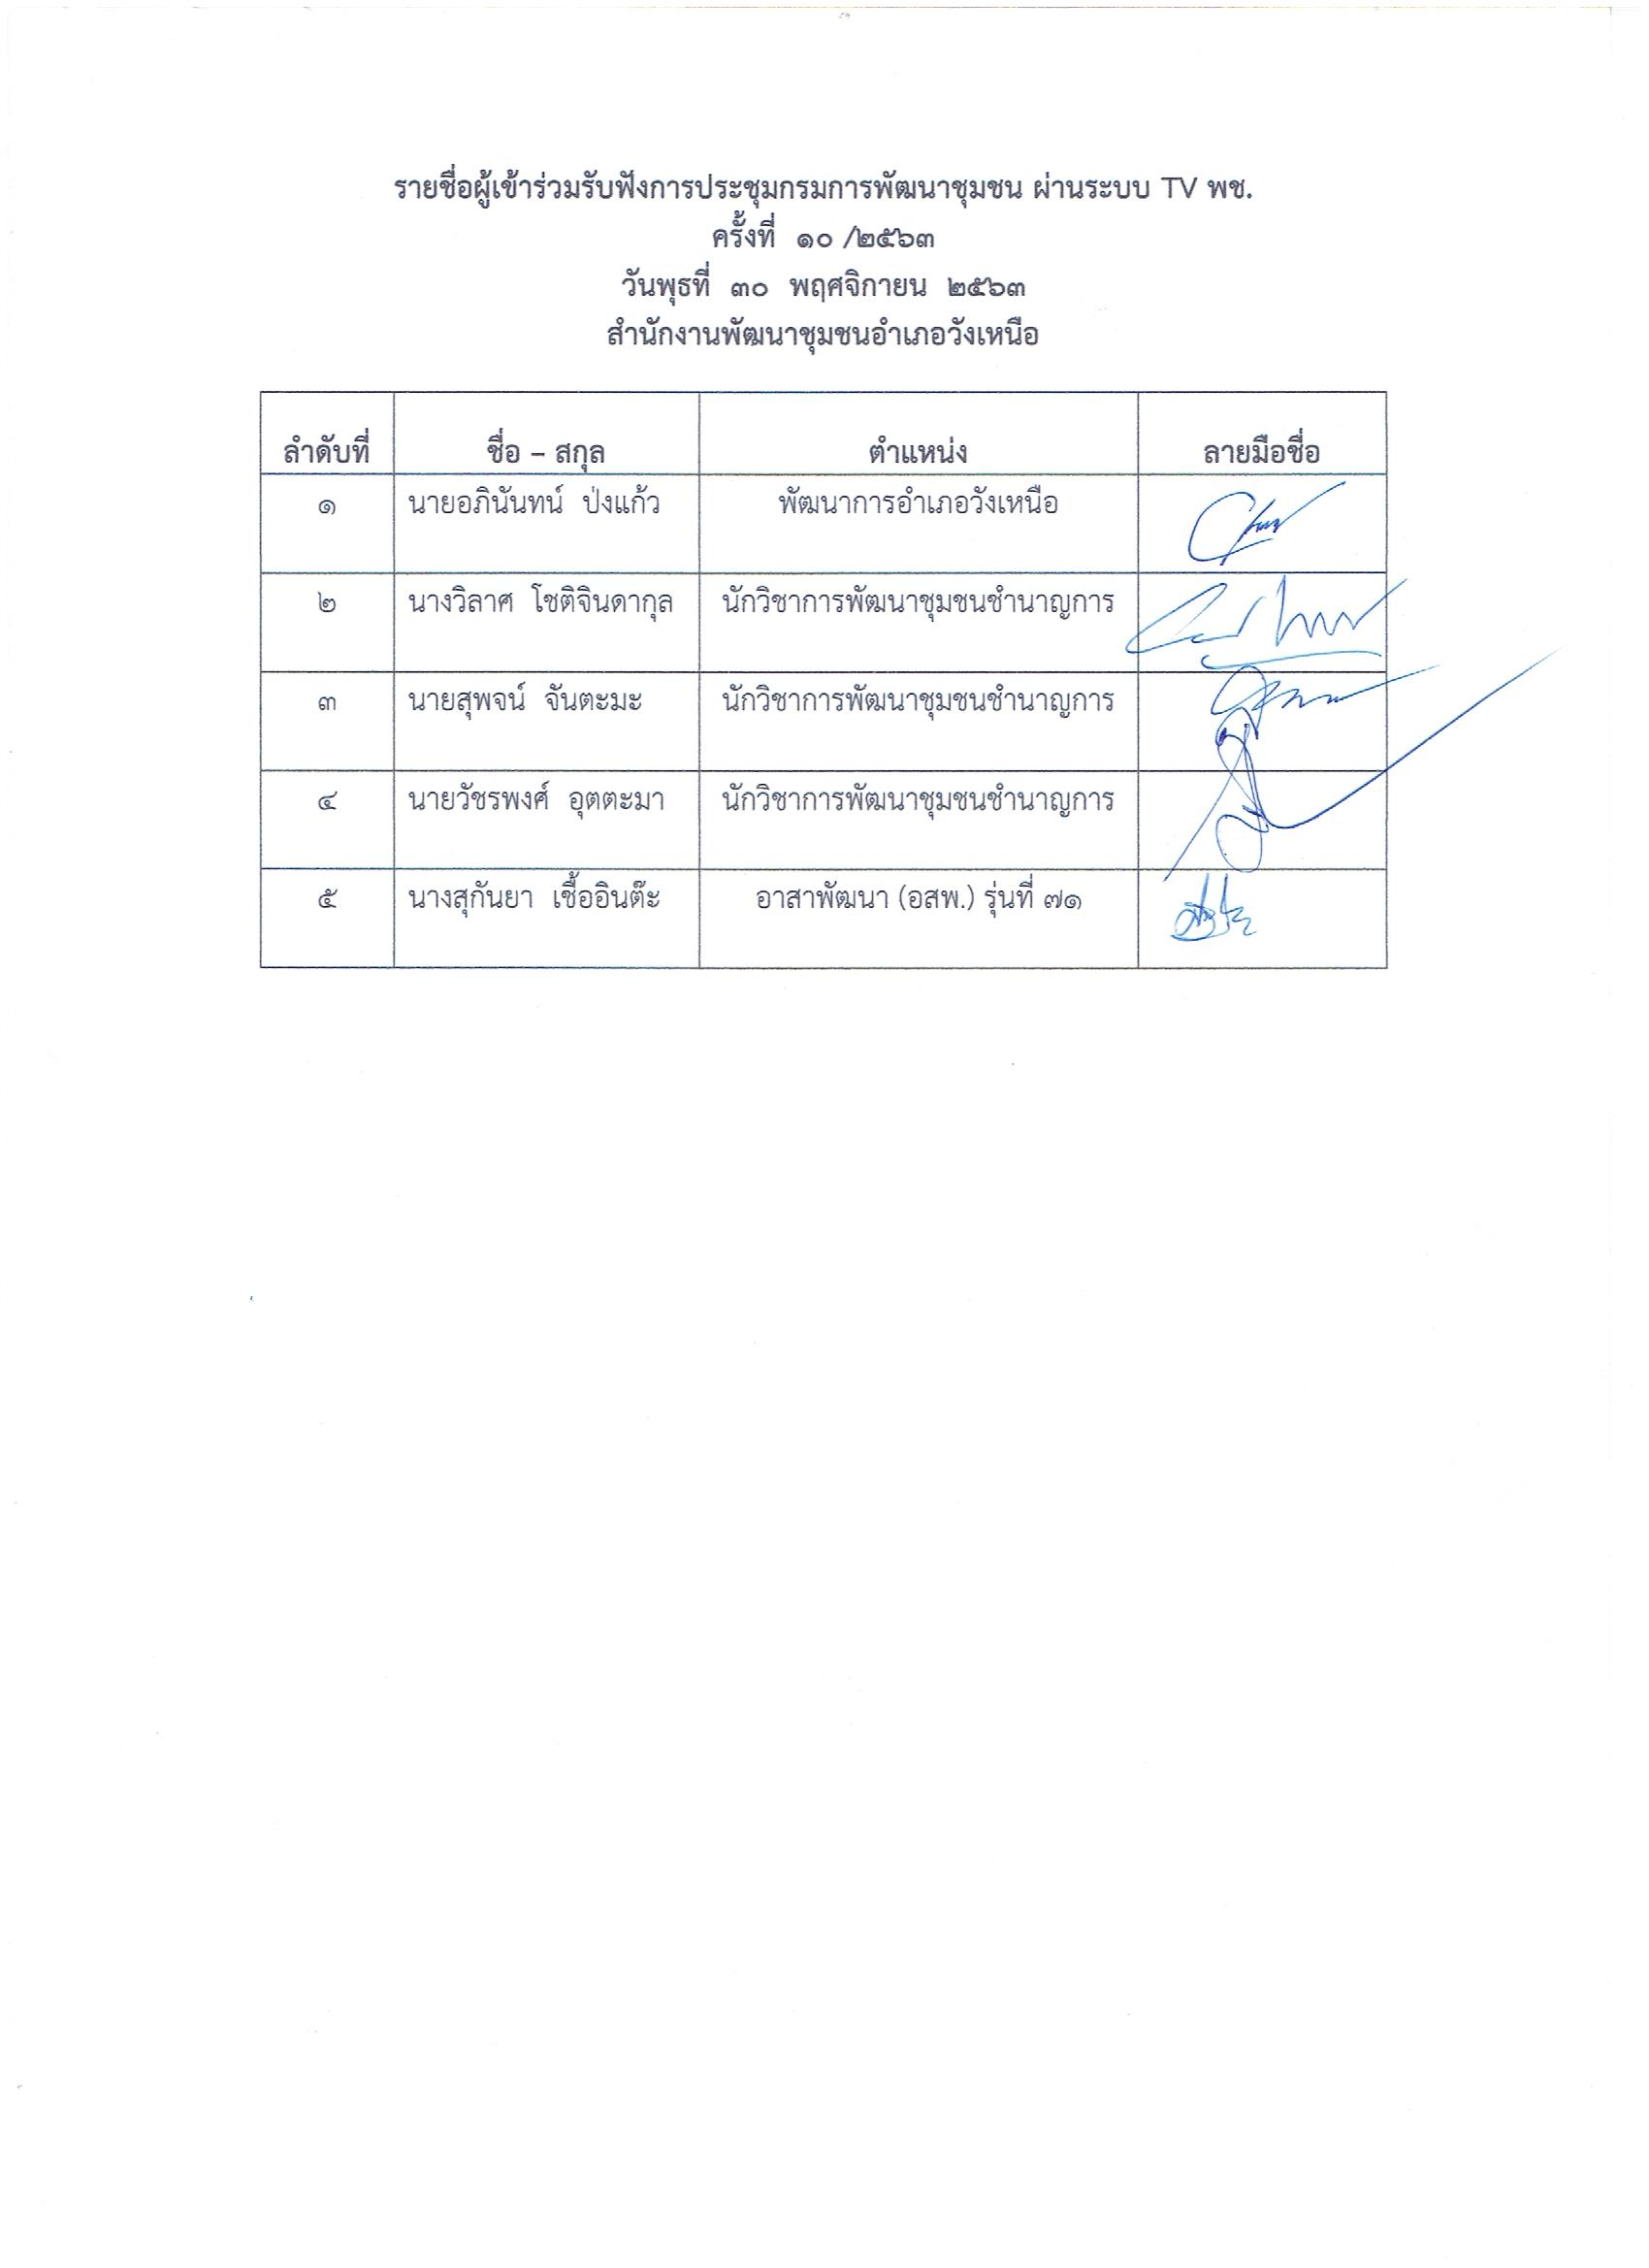 รายชื่อผู้เข้าร่วมรับฟังการประชุมกรมการพัฒนาชุมชน ผ่านระบบ TV พช.
ครั้งที่ ๑๐ /๒๕๖๓
วันพุธที่ ๓๐ พฤศจิกายน ๒๕๖๓
สำนักงานพัฒนาชุมชนอำเภอวังเหนือ
ลำดับที่ ชื่อ – สกุล ตำแหน่ง ลายมือชื่อ
๑ นายอภินันทน์ ป่งแก้ว พัฒนาการอำเภอวังเหนือ
๒ นางวิลาศ โชติจินดากุล นักวิชาการพัฒนาชุมชนชำนาญการ
๓ นายสุพจน์ จันตะมะ นักวิชาการพัฒนาชุมชนชำนาญการ
๔ นายวัชรพงศ์ อุตตะมา นักวิชาการพัฒนาชุมชนชำนาญการ
๕ นางสุกันยา เชื้ออินต๊ะ อาสาพัฒนา (อสพ.) รุ่นที่ ๗๑